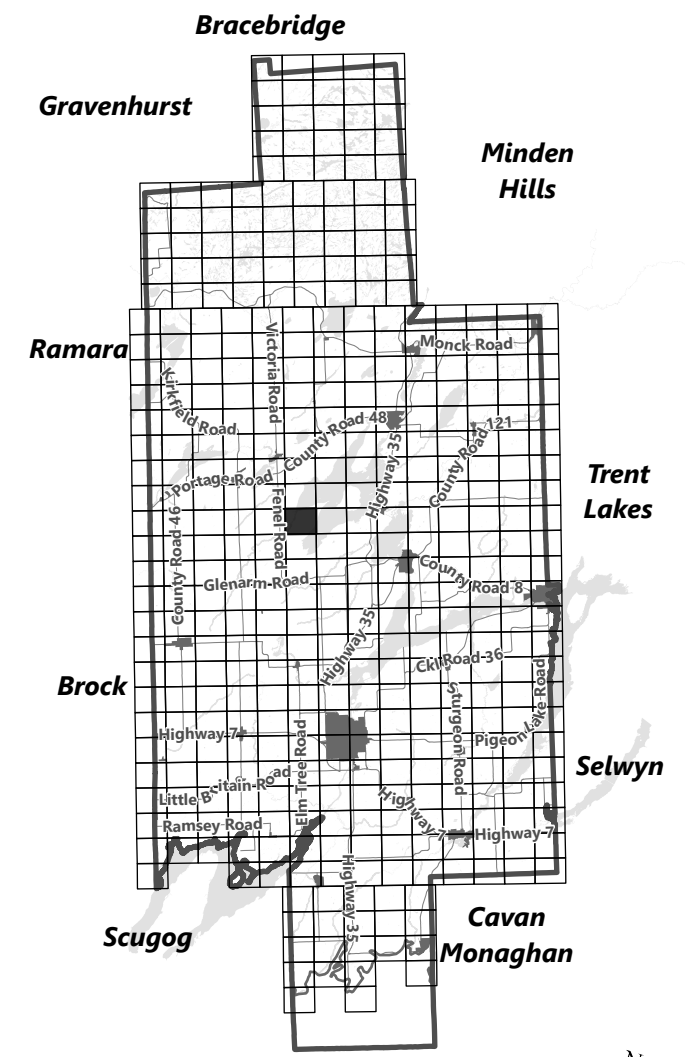 Bracebridge
Gravenhurst
Minden
Hills
Ramara
Monck Road
Victoria Road
Kirkfield Road
County Road 48
County Road 121
Highway 35
Portage Road
Trent
Lakes
Fenel Road
County Road 46
County Road 8
Glenarm Road
Highway 35
Ckl Road 36
Brock
Sturgeon Road
Pigeon Lake Road
Highway 7
Elm Tree Road
Selwyn
Little Britain Road
Highway 7
Ramsey Road
Highway 7
Highway 35
Scugog
Cavan
Monaghan
N